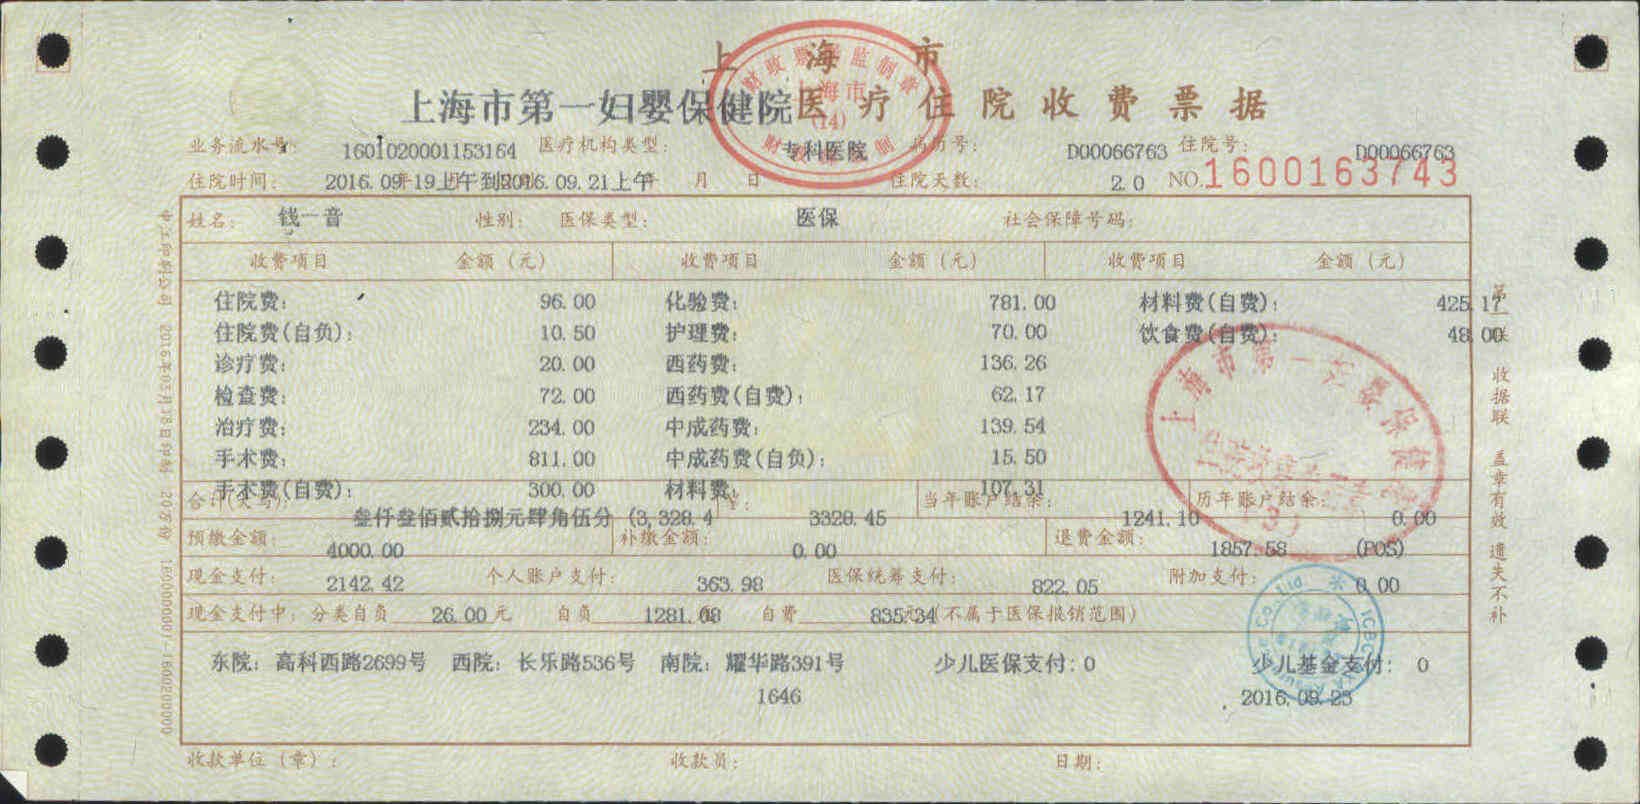 上海市
上海市第一妇婴保健院医疗住院收费票据
业务流水号: 1601020001153164 医疗机构类型: 专科医院 病历号: D00066763 住院号: D00066763
住院时间: 2016.09.19上午到2016.09.21上午 年 月 日 住院天数: 2.0 NO.1600163743
姓名: 钱一音 性别: 医保类型: 医保 社会保障号码:
收费项目 金额(元) 收费项目 金额(元) 收费项目 金额(元)
住院费: 96.00 化验费: 781.00 材料费(自费): 425.17
住院费(自负): 10.50 护理费: 70.00 饮食费(自费): 48.00
诊疗费: 20.00 西药费: 136.26
检查费: 72.00 西药费(自费): 62.17
治疗费: 234.00 中成药费: 139.54
手术费: 811.00 中成药费(自负): 15.50
手术费(自费): 300.00 材料费: 107.31
合计(大写): 叁仟叁佰贰拾捌元肆角伍分 (3,328.4 ¥: 3328.45 当年账户结余: 1241.10 历年账户结余: 0.00
预缴金额: 4000.00 补缴金额: 0.00 退费金额: 1857.58 (POS)
现金支付: 2142.42 个人账户支付: 363.98 医保统筹支付: 822.05 附加支付: 0.00
现金支付中: 分类自负 26.00 元 自负 1281.08 元 自费 835.34 元(不属于医保报销范围)
东院: 高科西路2699号 西院: 长乐路536号 南院: 耀华路391号 少儿医保支付: 0 少儿基金支付: 0
1646 2016.09.23
收款单位(章): 收款员: 日期:
第一联 收据联 盖章有效 遗失不补
财政票据监制章
上海市
(14)
上海市第一妇婴保健院
ICBC